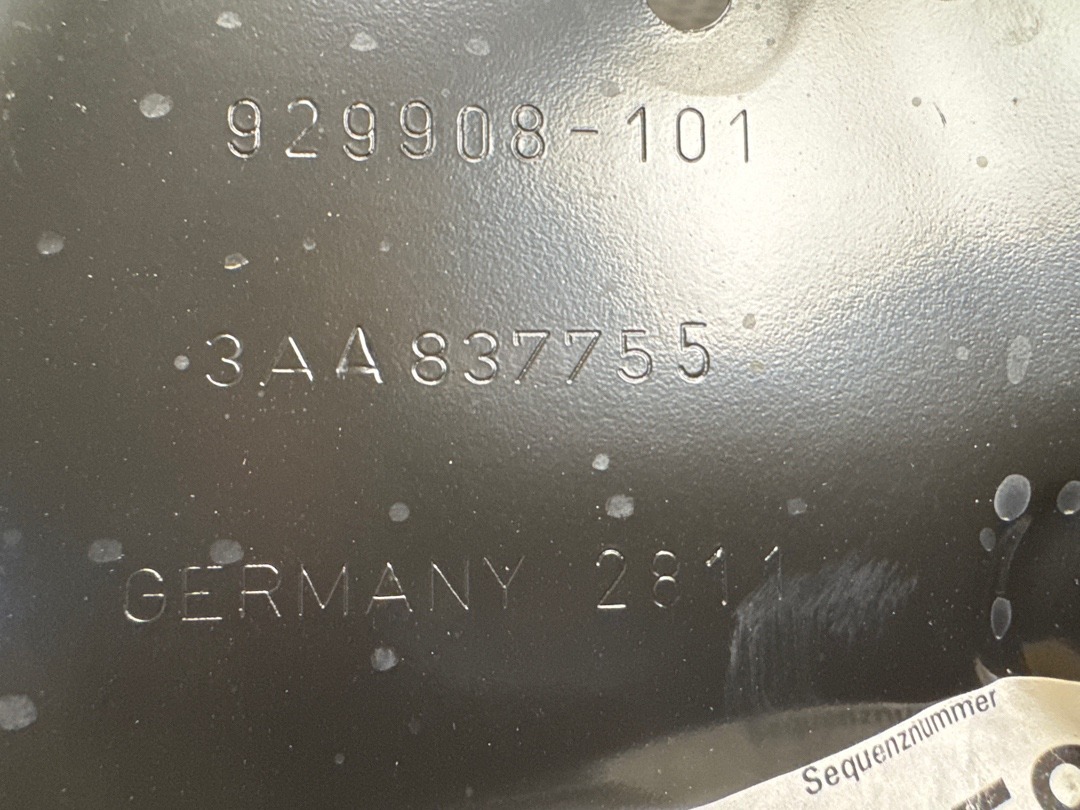 929908-101
3AA837755
GERMANY 2811
Sequenznummer